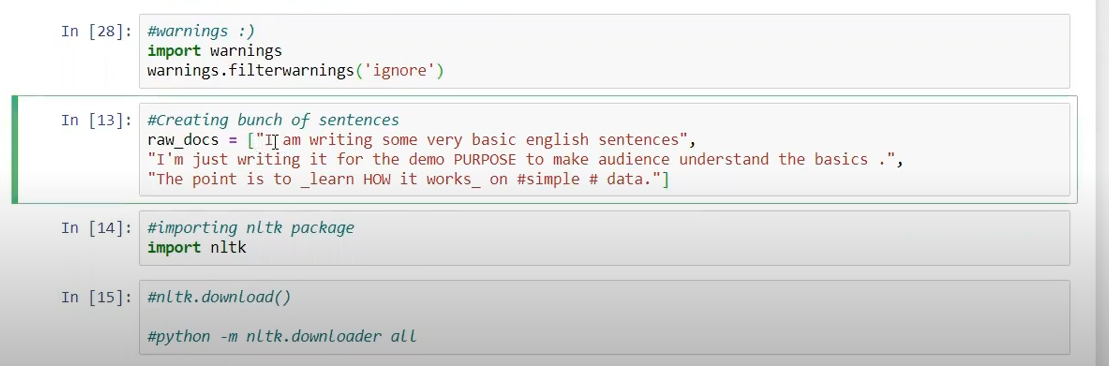 In [28]: #warnings :)
import warnings
warnings.filterwarnings('ignore')
In [13]: #Creating bunch of sentences
raw_docs = ["I am writing some very basic english sentences",
"I'm just writing it for the demo PURPOSE to make audience understand the basics .",
"The point is to _learn HOW it works_ on #simple # data."]
In [14]: #importing nltk package
import nltk
In [15]: #nltk.download()
#python -m nltk.downloader all